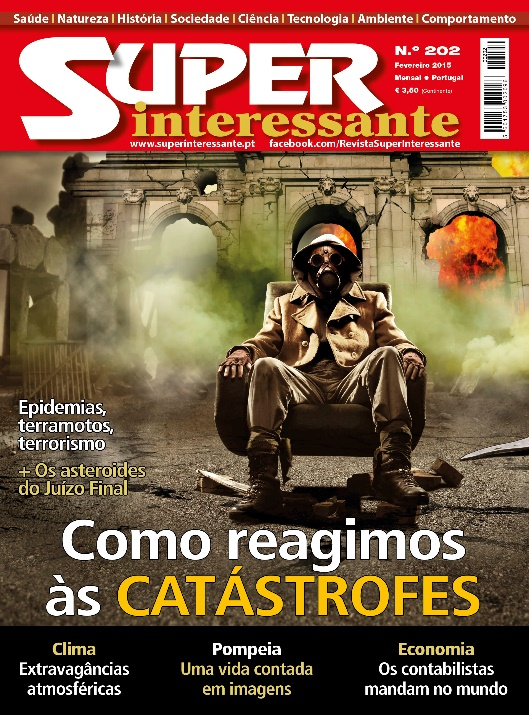 Saúde | Natureza | História | Sociedade | Ciência | Tecnologia | Ambiente | Comportamento
SUPER
interessante
N.º 202
Fevereiro 2015
Mensal • Portugal
€ 3,60 (Continente)
www.superinteressante.pt facebook.com/RevistaSuperInteressante
Epidemias,
terramotos,
terrorismo
+ Os asteroides
do Juízo Final
Como reagimos
às CATÁSTROFES
Clima
Extravagâncias
atmosféricas
Pompeia
Uma vida contada
em imagens
Economia
Os contabilistas
mandam no mundo